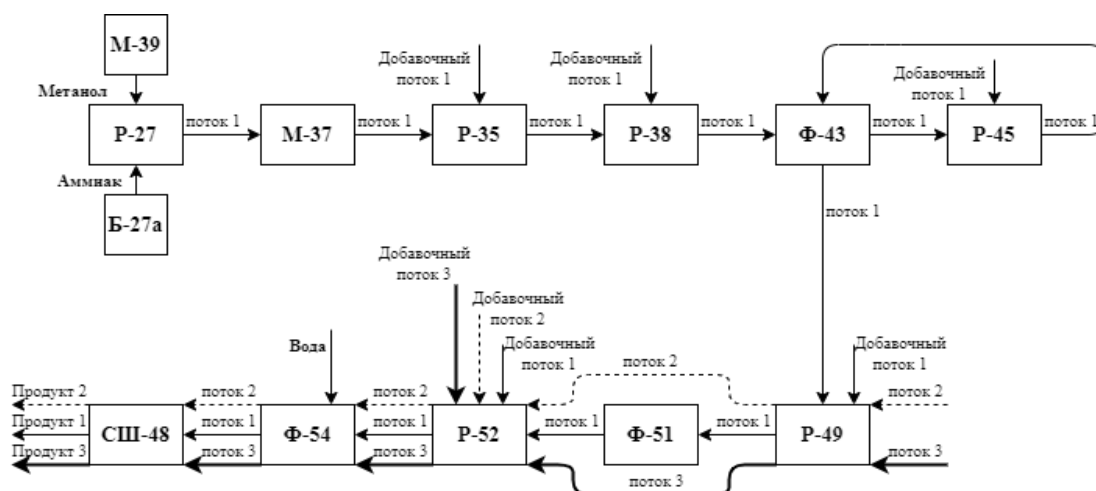 М-39
Метанол
Р-27
Аммиак
Б-27а
поток 1
М-37
поток 1
Добавочный
поток 1
Р-35
поток 1
Добавочный
поток 1
Р-38
поток 1
Ф-43
поток 1
Добавочный
поток 1
Р-45
поток 1
поток 1
Добавочный
поток 3
Добавочный
поток 2
Добавочный
поток 1
Вода
Добавочный
поток 1
Продукт 2
Продукт 1
Продукт 3
СШ-48
поток 2
поток 1
поток 3
Ф-54
поток 2
поток 1
поток 3
Р-52
поток 2
поток 1
Ф-51
поток 1
поток 3
Р-49
поток 2
поток 3